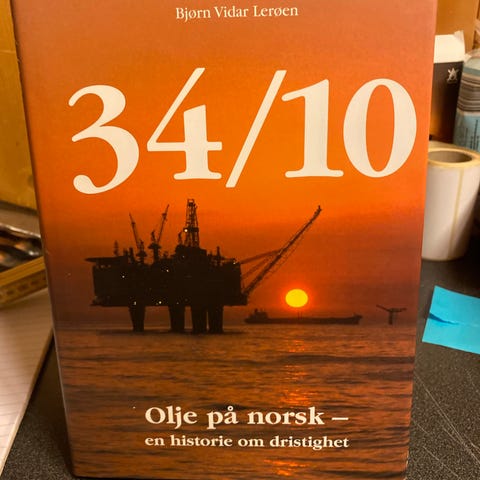 Bjørn Vidar Lerøen
34/10
Olje på norsk –
en historie om dristighet